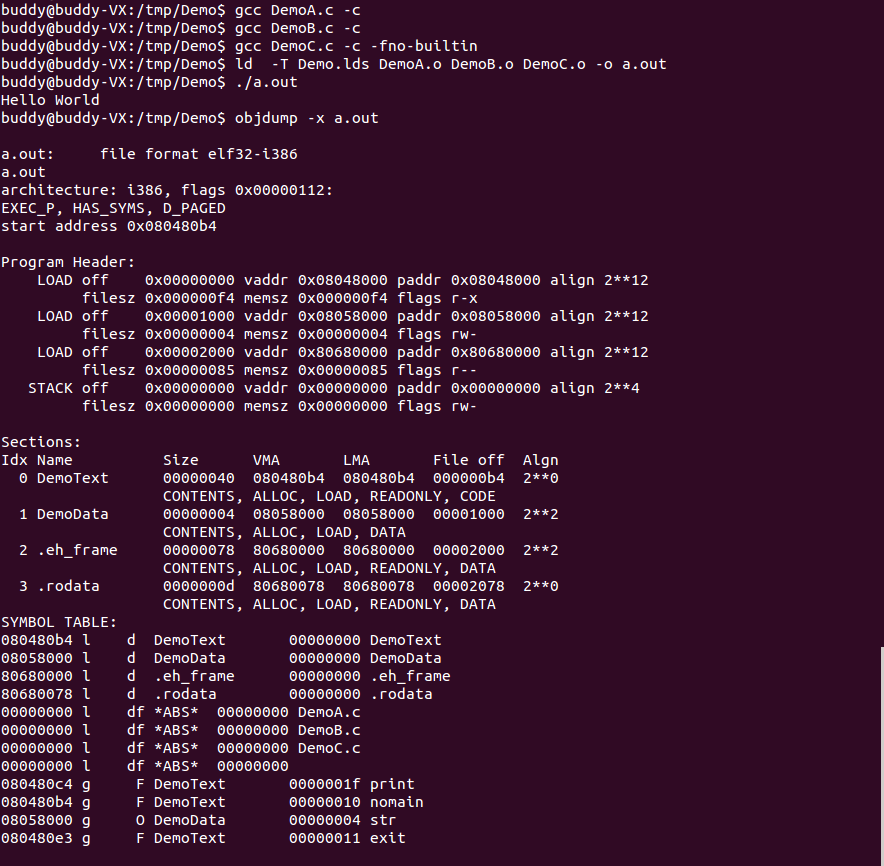 buddy@buddy-VX:/tmp/Demo$ gcc DemoA.c -c
buddy@buddy-VX:/tmp/Demo$ gcc DemoB.c -c
buddy@buddy-VX:/tmp/Demo$ gcc DemoC.c -c -fno-builtin
buddy@buddy-VX:/tmp/Demo$ ld  -T Demo.lds DemoA.o DemoB.o DemoC.o -o a.out
buddy@buddy-VX:/tmp/Demo$ ./a.out
Hello World
buddy@buddy-VX:/tmp/Demo$ objdump -x a.out

a.out:     file format elf32-i386
a.out
architecture: i386, flags 0x00000112:
EXEC_P, HAS_SYMS, D_PAGED
start address 0x080480b4

Program Header:
    LOAD off    0x00000000 vaddr 0x08048000 paddr 0x08048000 align 2**12
         filesz 0x000000f4 memsz 0x000000f4 flags r-x
    LOAD off    0x00001000 vaddr 0x08058000 paddr 0x08058000 align 2**12
         filesz 0x00000004 memsz 0x00000004 flags rw-
    LOAD off    0x00002000 vaddr 0x80680000 paddr 0x80680000 align 2**12
         filesz 0x00000085 memsz 0x00000085 flags r--
   STACK off    0x00000000 vaddr 0x00000000 paddr 0x00000000 align 2**4
         filesz 0x00000000 memsz 0x00000000 flags rw-

Sections:
Idx Name          Size      VMA       LMA       File off  Algn
  0 DemoText      00000040  080480b4  080480b4  000000b4  2**0
                  CONTENTS, ALLOC, LOAD, READONLY, CODE
  1 DemoData      00000004  08058000  08058000  00001000  2**2
                  CONTENTS, ALLOC, LOAD, DATA
  2 .eh_frame     00000078  80680000  80680000  00002000  2**2
                  CONTENTS, ALLOC, LOAD, READONLY, DATA
  3 .rodata       0000000d  80680078  80680078  00002078  2**0
                  CONTENTS, ALLOC, LOAD, READONLY, DATA
SYMBOL TABLE:
080480b4 l    d  DemoText       00000000 DemoText
08058000 l    d  DemoData       00000000 DemoData
80680000 l    d  .eh_frame      00000000 .eh_frame
80680078 l    d  .rodata        00000000 .rodata
00000000 l    df *ABS*  00000000 DemoA.c
00000000 l    df *ABS*  00000000 DemoB.c
00000000 l    df *ABS*  00000000 DemoC.c
00000000 l    df *ABS*  00000000
080480c4 g     F DemoText       0000001f print
080480b4 g     F DemoText       00000010 nomain
08058000 g     O DemoData       00000004 str
080480e3 g     F DemoText       00000011 exit